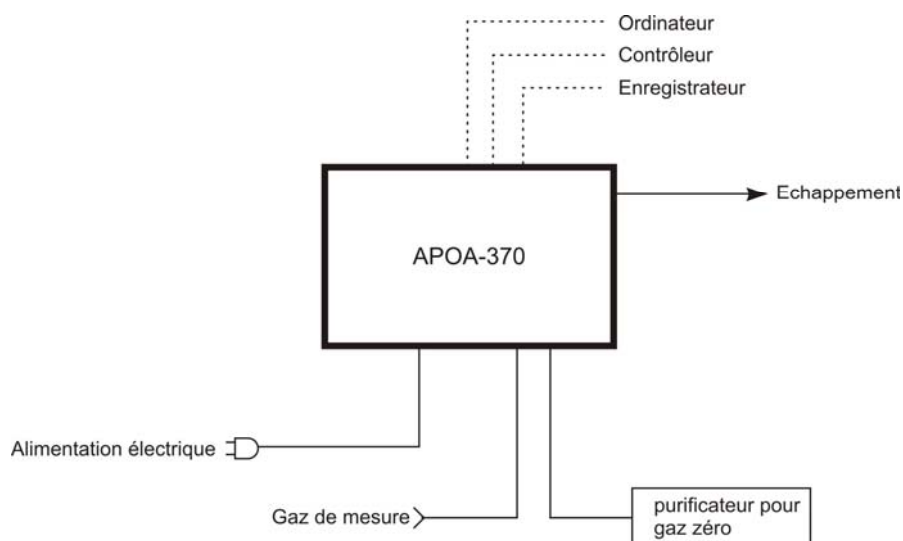 Ordinateur
Contrôleur
Enregistrateur
Echappement
APOA-370
Alimentation électrique
Gaz de mesure
purificateur pour
gaz zéro